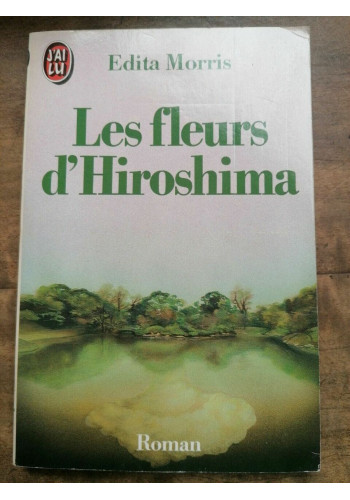 J'AI
LU
Edita Morris
Les fleurs
d'Hiroshima
Roman